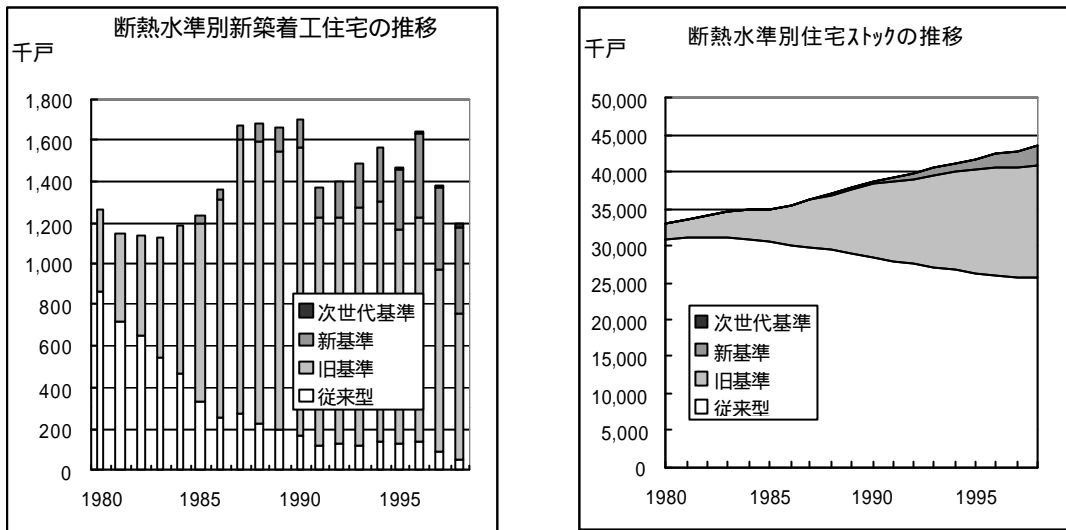 断熱水準別新築着工住宅の推移
千戸
1,800
1,600
1,400
1,200
1,000
800
600
400
200
0
1980
1985
1990
1995
次世代基準
新基準
旧基準
従来型
断熱水準別住宅ｽﾄｯｸの推移
千戸
50,000
45,000
40,000
35,000
30,000
25,000
20,000
15,000
10,000
5,000
0
1980
1985
1990
1995
次世代基準
新基準
旧基準
従来型